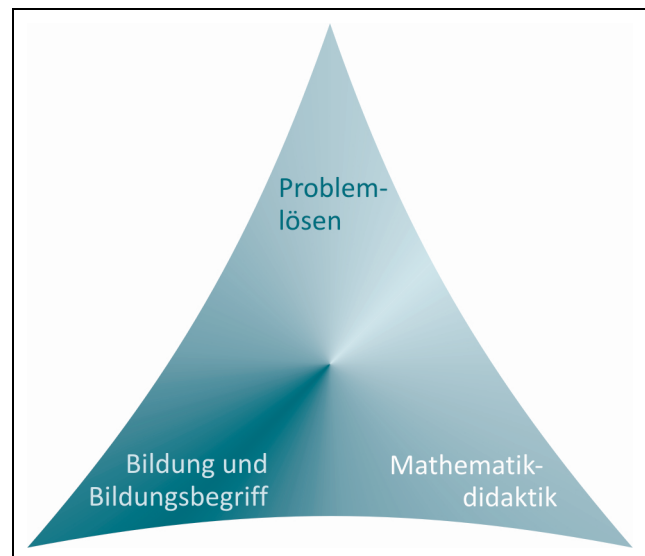 Problem-
lösen
Bildung und
Bildungsbegriff
Mathematik-
didaktik